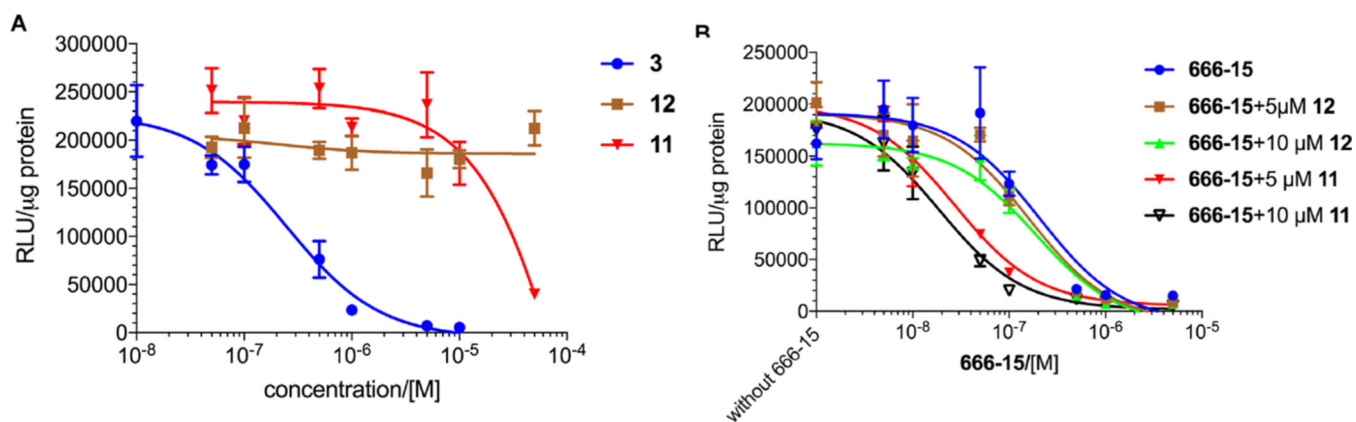 A
300000
250000
200000
150000
100000
50000
0
10-8
10-7
10-6
10-5
10-4
RLU/µg protein
concentration/[M]
3
12
11
B
250000
200000
150000
100000
50000
0
without 666-15
10-8
10-7
10-6
10-5
RLU/µg protein
666-15/[M]
666-15
666-15+5µM 12
666-15+10 µM 12
666-15+5 µM 11
666-15+10 µM 11